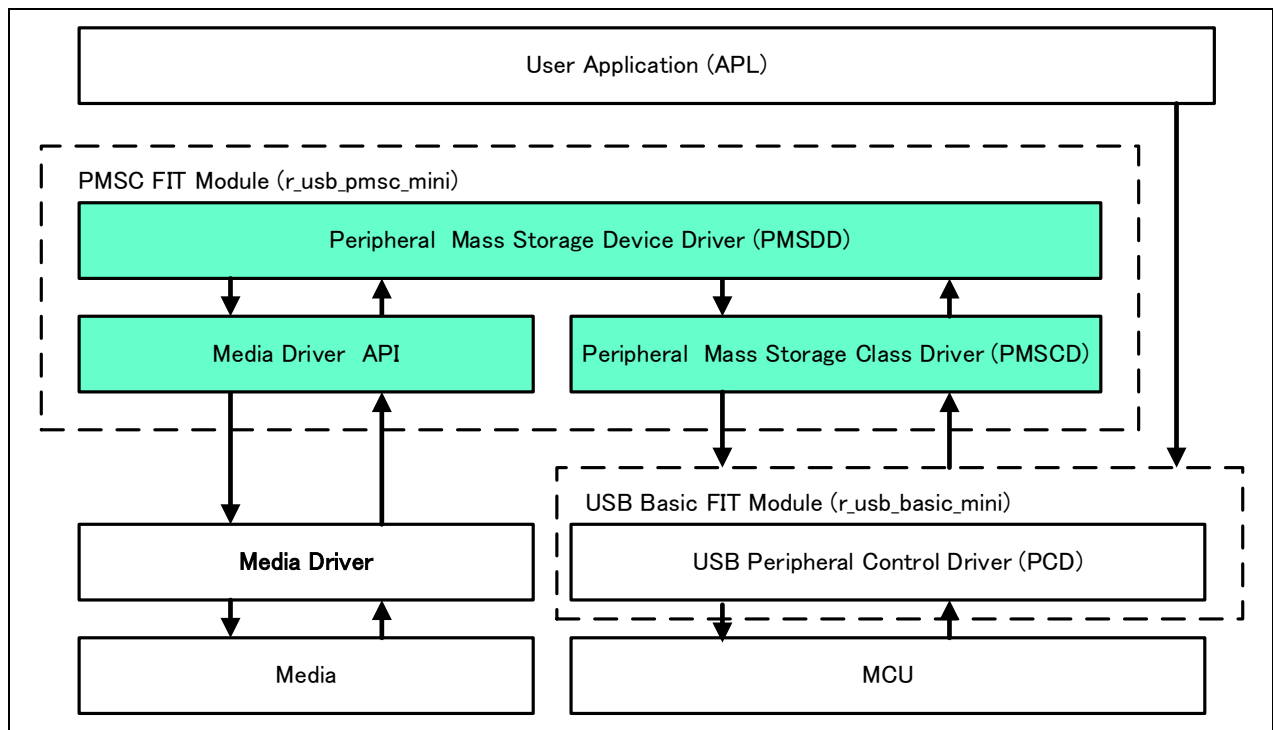 User Application (APL)
PMSC FIT Module (r_usb_pmsc_mini)
Peripheral Mass Storage Device Driver (PMSDD)
Media Driver API
Peripheral Mass Storage Class Driver (PMSCD)
USB Basic FIT Module (r_usb_basic_mini)
Media Driver
USB Peripheral Control Driver (PCD)
Media
MCU